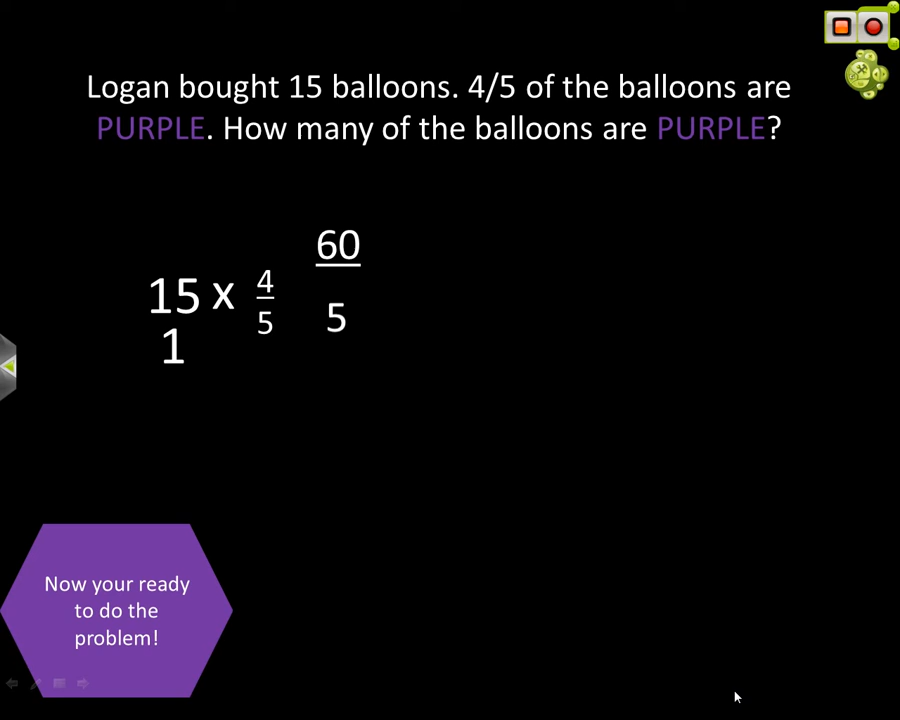 Logan bought 15 balloons. 4/5 of the balloons are
PURPLE. How many of the balloons are PURPLE?
15 x 4/5
1
60
5
Now your ready
to do the
problem!